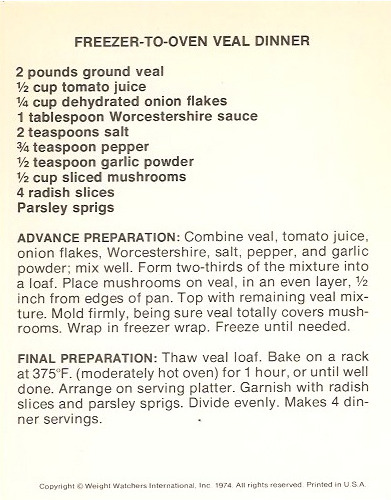 FREEZER-TO-OVEN VEAL DINNER
2 pounds ground veal
½ cup tomato juice
¼ cup dehydrated onion flakes
1 tablespoon Worcestershire sauce
2 teaspoons salt
¾ teaspoon pepper
½ teaspoon garlic powder
½ cup sliced mushrooms
4 radish slices
Parsley sprigs
ADVANCE PREPARATION: Combine veal, tomato juice,
onion flakes, Worcestershire, salt, pepper, and garlic
powder; mix well. Form two-thirds of the mixture into
a loaf. Place mushrooms on veal, in an even layer, ½
inch from edges of pan. Top with remaining veal mix-
ture. Mold firmly, being sure veal totally covers mush-
rooms. Wrap in freezer wrap. Freeze until needed.
FINAL PREPARATION: Thaw veal loaf. Bake on a rack
at 375°F. (moderately hot oven) for 1 hour, or until well
done. Arrange on serving platter. Garnish with radish
slices and parsley sprigs. Divide evenly. Makes 4 din-
ner servings.
Copyright © Weight Watchers International, Inc. 1974. All rights reserved. Printed in U.S.A.